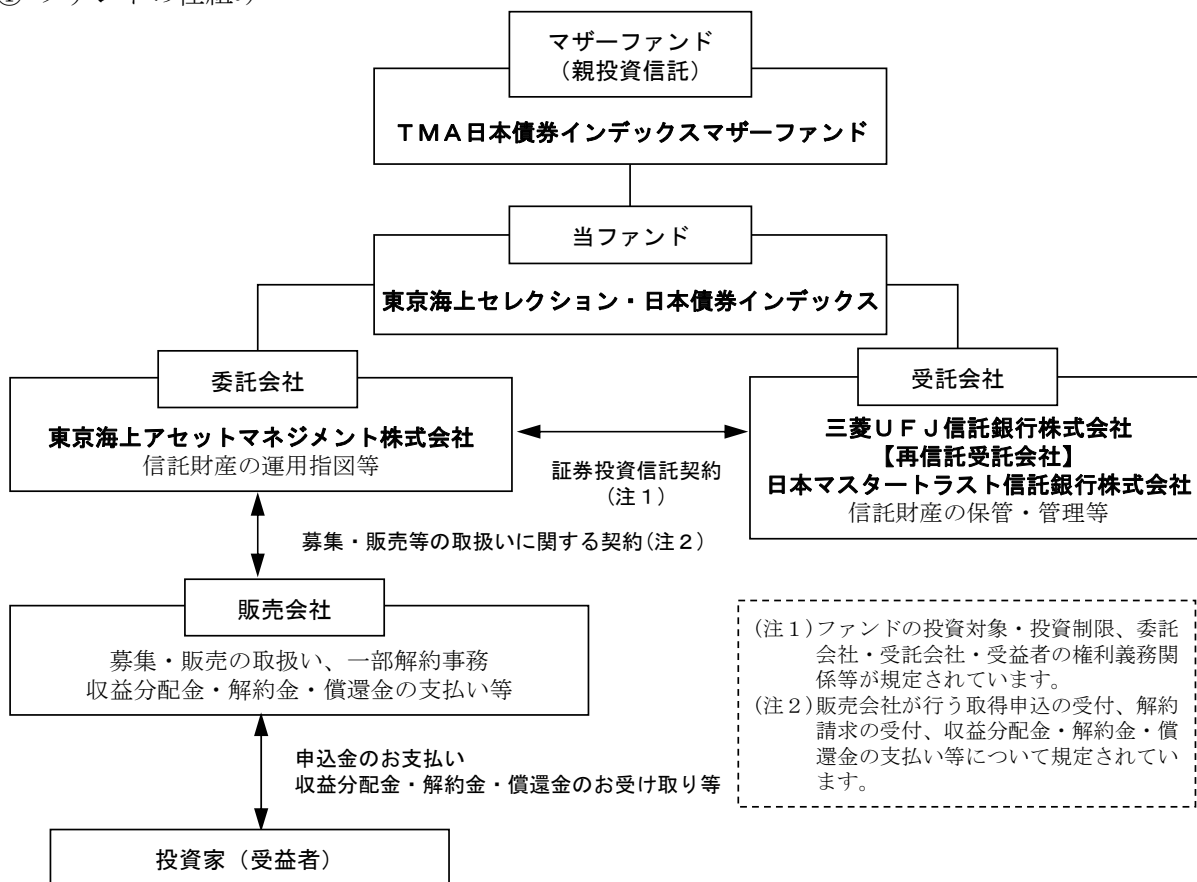 ファンドの仕組み
マザーファンド
（親投資信託）
ＴＭＡ日本債券インデックスマザーファンド
当ファンド
東京海上セレクション・日本債券インデックス
委託会社
東京海上アセットマネジメント株式会社
信託財産の運用指図等
証券投資信託契約
(注１)
受託会社
三菱ＵＦＪ信託銀行株式会社
【再信託受託会社】
日本マスタートラスト信託銀行株式会社
信託財産の保管・管理等
募集・販売等の取扱いに関する契約(注２)
販売会社
募集・販売の取扱い、一部解約事務
収益分配金・解約金・償還金の支払い等
(注１)ファンドの投資対象・投資制限、委託
会社・受託会社・受益者の権利義務関
係等が規定されています。
(注２)販売会社が行う取得申込の受付、解約
請求の受付、収益分配金・解約金・償
還金の支払い等について規定されてい
ます。
申込金のお支払い
収益分配金・解約金・償還金のお受け取り等
投資家（受益者）